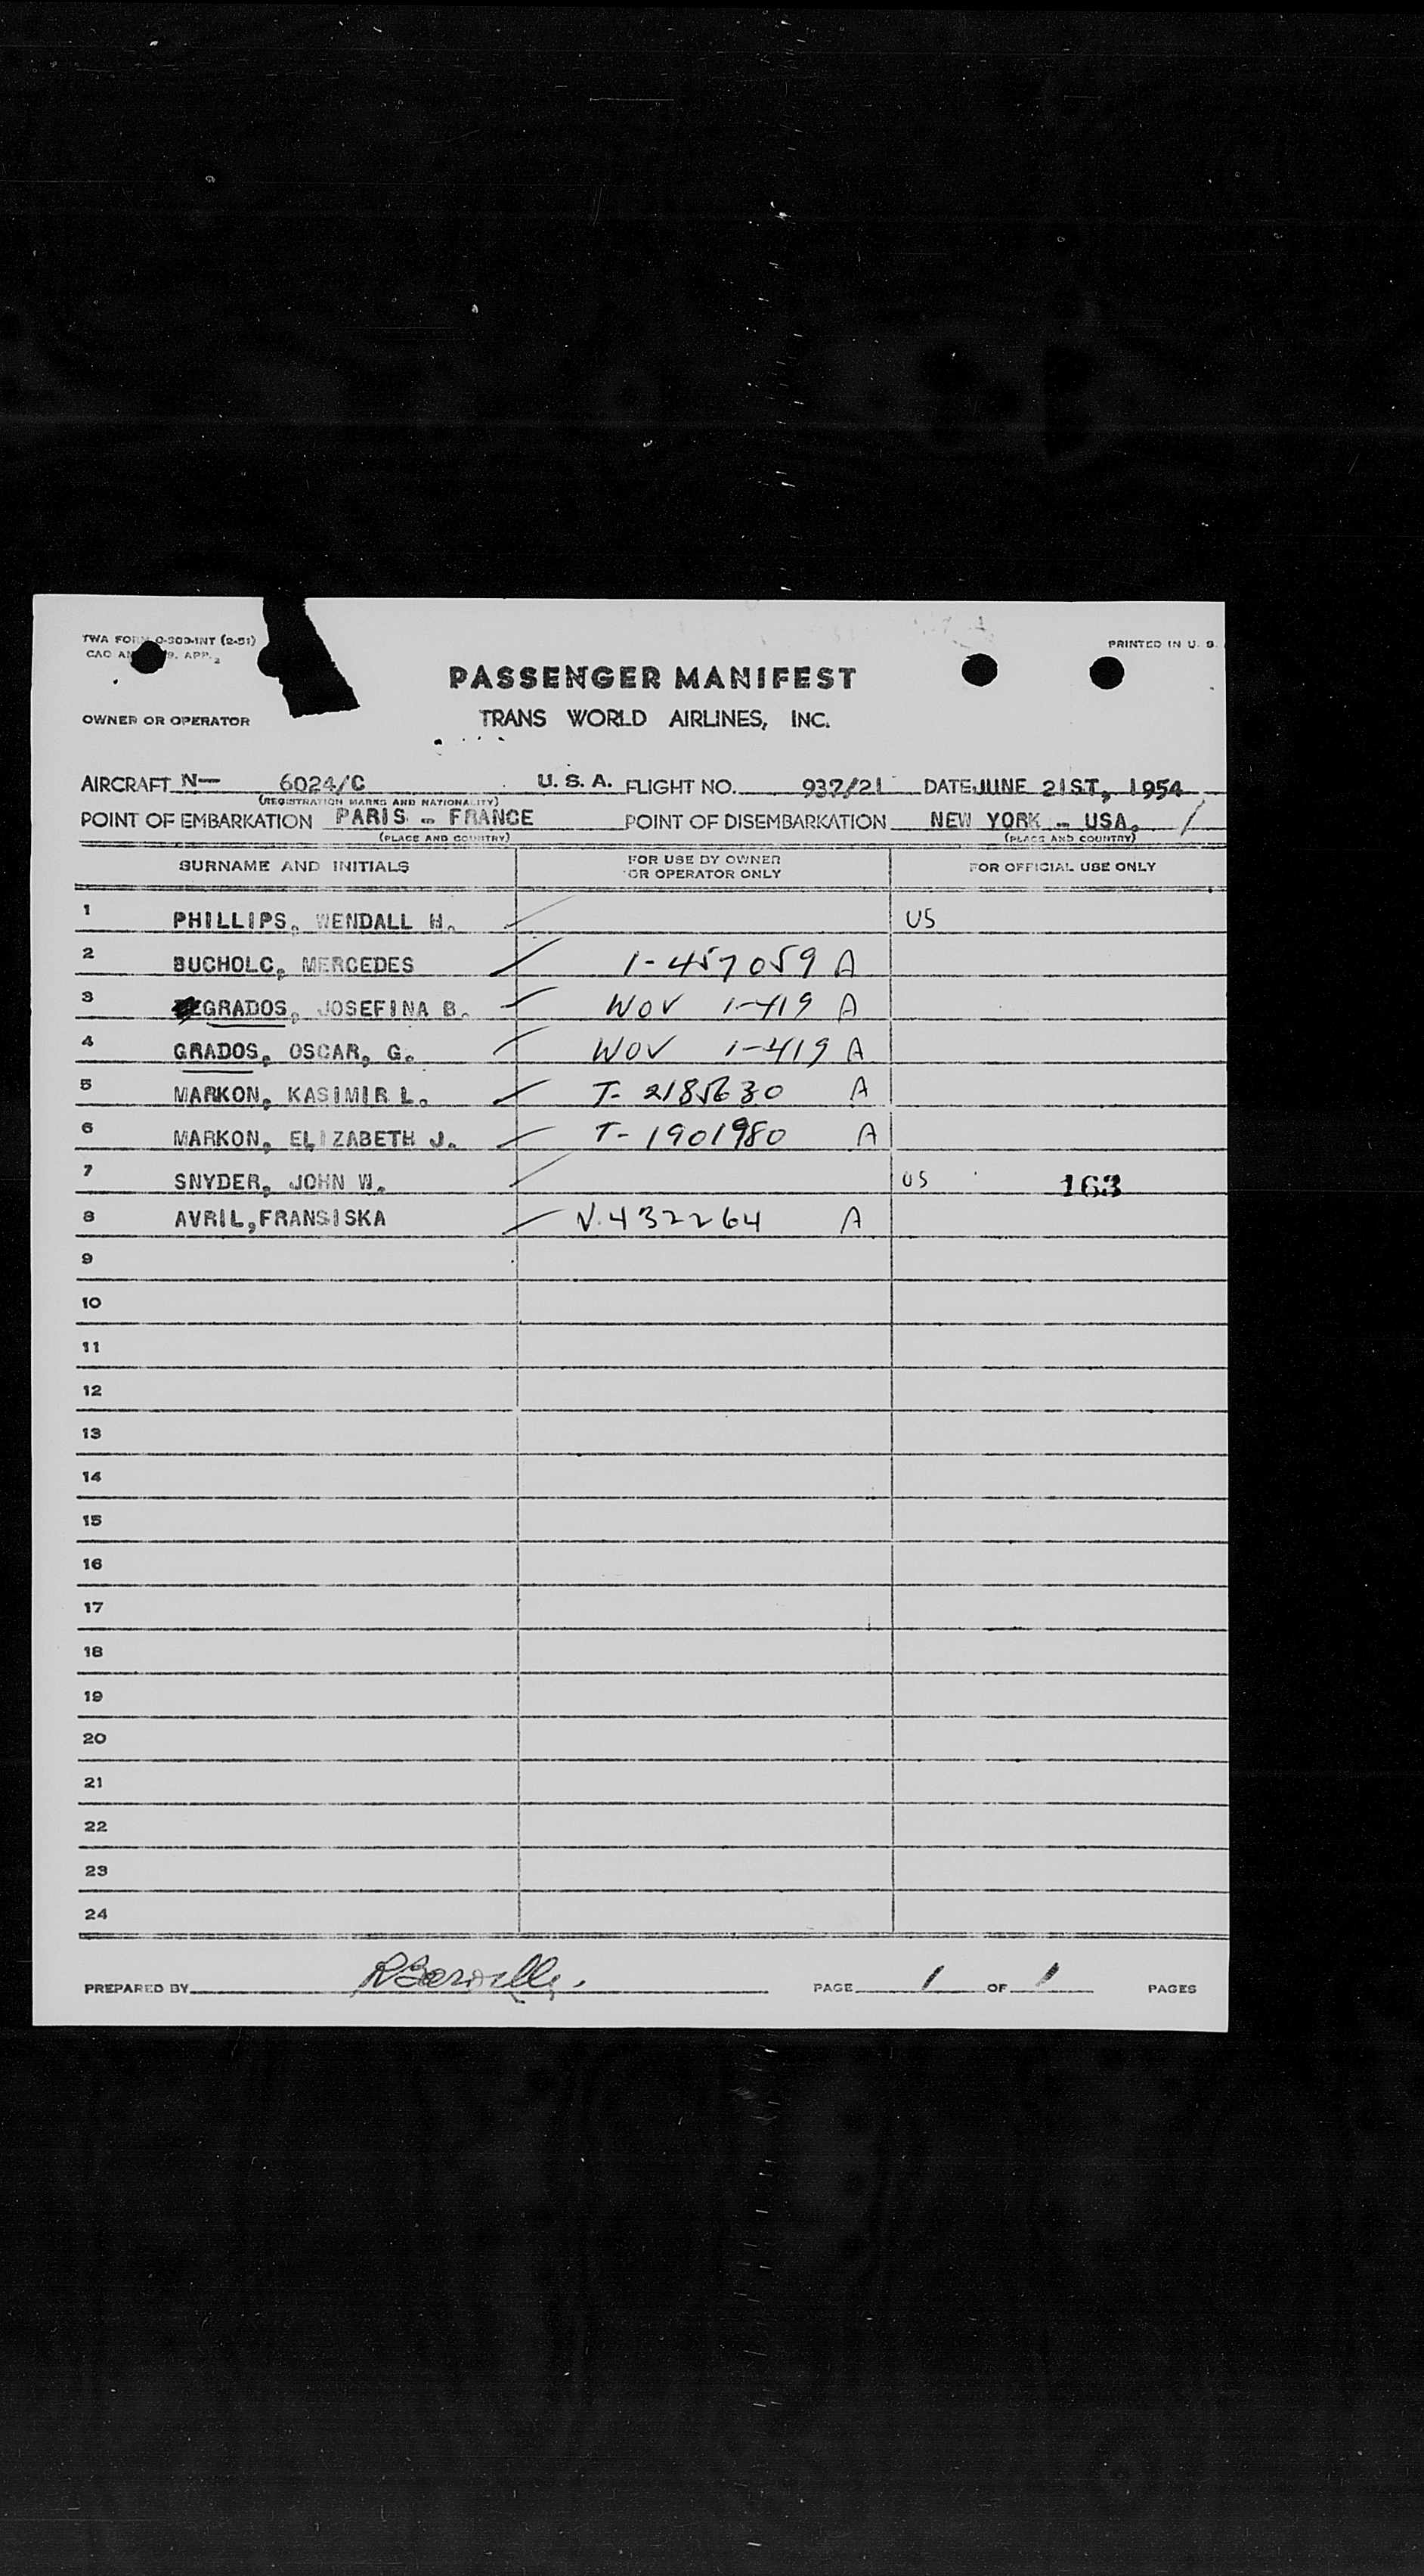 TWA FORM O-300-INT (2-51)
PRINTED IN U. S.
CAO AN 9. APP. 2
PASSENGER MANIFEST
OWNER OR OPERATOR TRANS WORLD AIRLINES, INC.
AIRCRAFT N— 6024/C U. S. A. FLIGHT NO. 937/21 DATE JUNE 21ST, 1954
(REGISTRATION MARKS AND NATIONALITY)
POINT OF EMBARKATION PARIS - FRANCE POINT OF DISEMBARKATION NEW YORK - USA, /
(PLACE AND COUNTRY) (PLACE AND COUNTRY)
SURNAME AND INITIALS FOR USE BY OWNER OR OPERATOR ONLY FOR OFFICIAL USE ONLY
1 PHILLIPS, WENDALL H. US
2 BUCHOLC, MERCEDES 1-457059 A
3 GRADOS, JOSEFINA B. WOV 1-419 A
4 GRADOS, OSCAR, G. WOV 1-419 A
5 MARKON, KASIMIR L. T- 2185630 A
6 MARKON, ELIZABETH J. T- 1901980 A
7 SNYDER, JOHN W. US 163
8 AVRIL,FRANSISKA V. 432264 A
9
10
11
12
13
14
15
16
17
18
19
20
21
22
23
24
PREPARED BY PAGE 1 OF 1 PAGES